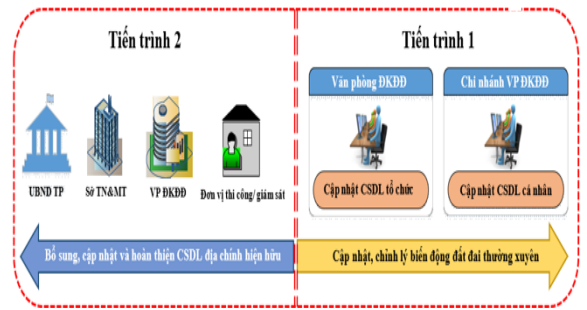 Tiến trình 2
UBND TP
Sở TN&MT
VP ĐKĐĐ
Đơn vị thi công/ giám sát
Bổ sung, cập nhật và hoàn thiện CSDL địa chính hiện hữu
Tiến trình 1
Văn phòng ĐKĐĐ
Cập nhật CSDL tổ chức
Chi nhánh VP ĐKĐĐ
Cập nhật CSDL cá nhân
Cập nhật, chỉnh lý biến động đất đai thường xuyên